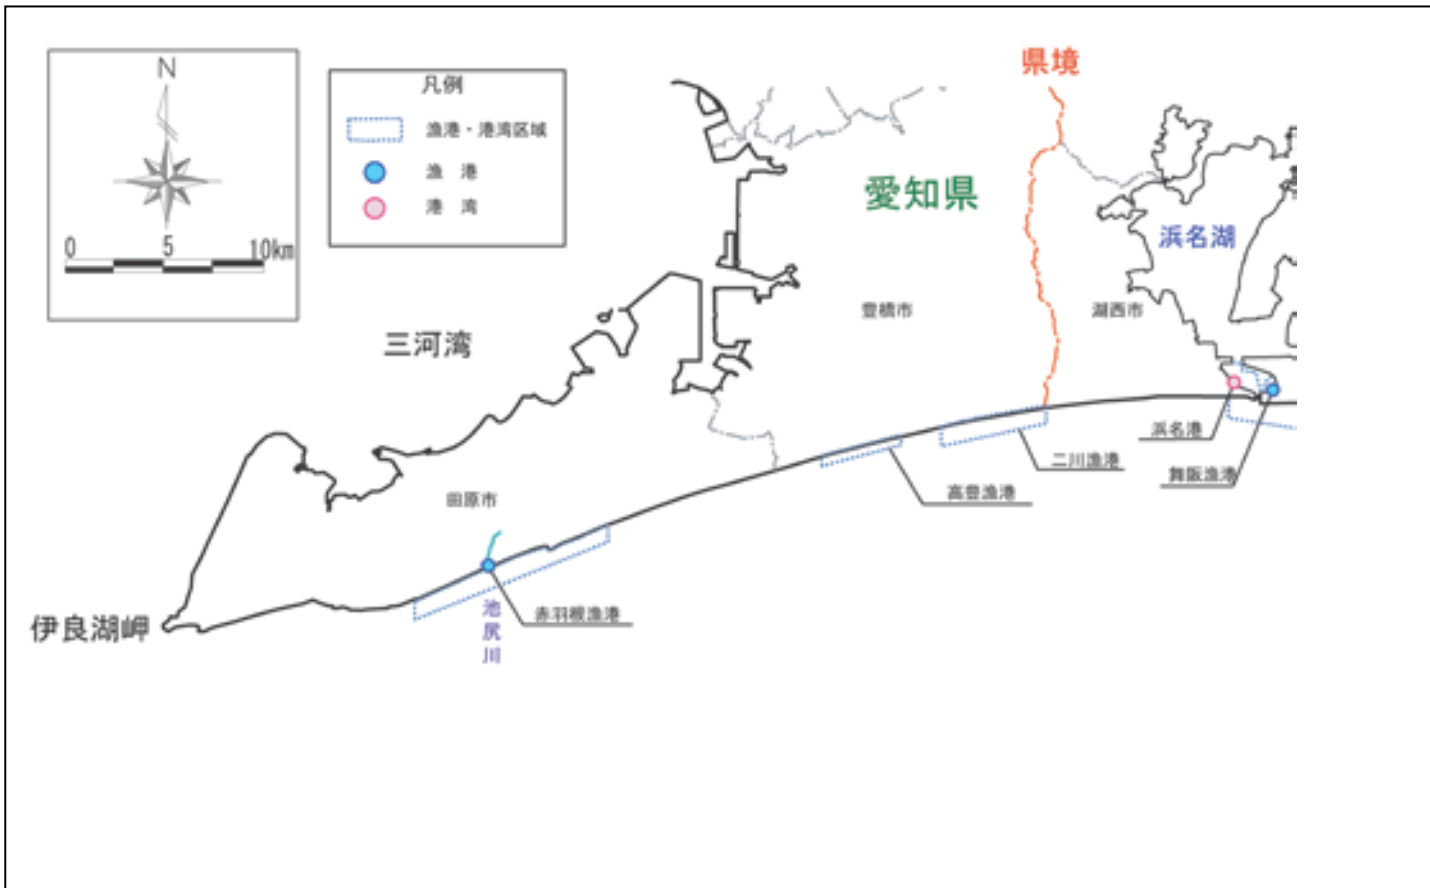 県境
N
凡例
漁港・港湾区域
漁 港
港 湾
0 5 10km
愛知県
浜名湖
豊橋市
湖西市
三河湾
浜名港
二川漁港
舞阪漁港
高豊漁港
田原市
赤羽根漁港
池尻川
伊良湖岬